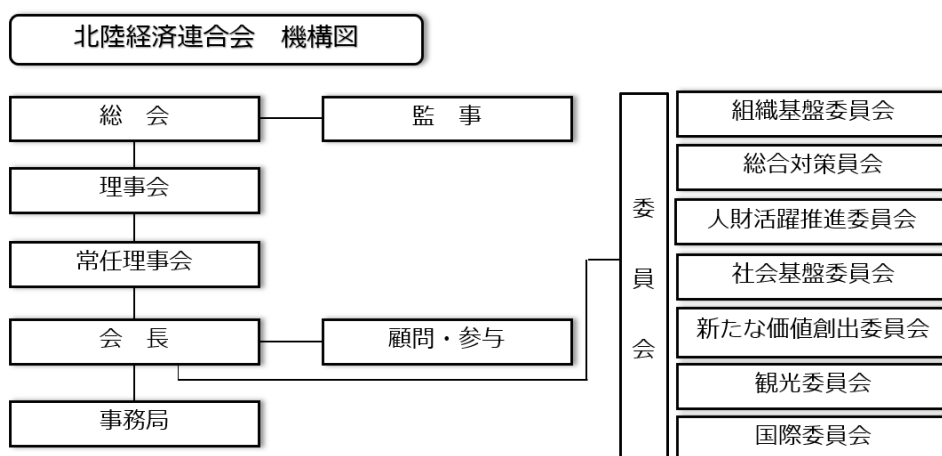 北陸経済連合会　機構図
総　会
監　事
理事会
常任理事会
会　長
顧問・参与
事務局
委員会
組織基盤委員会
総合対策員会
人財活躍推進委員会
社会基盤委員会
新たな価値創出委員会
観光委員会
国際委員会